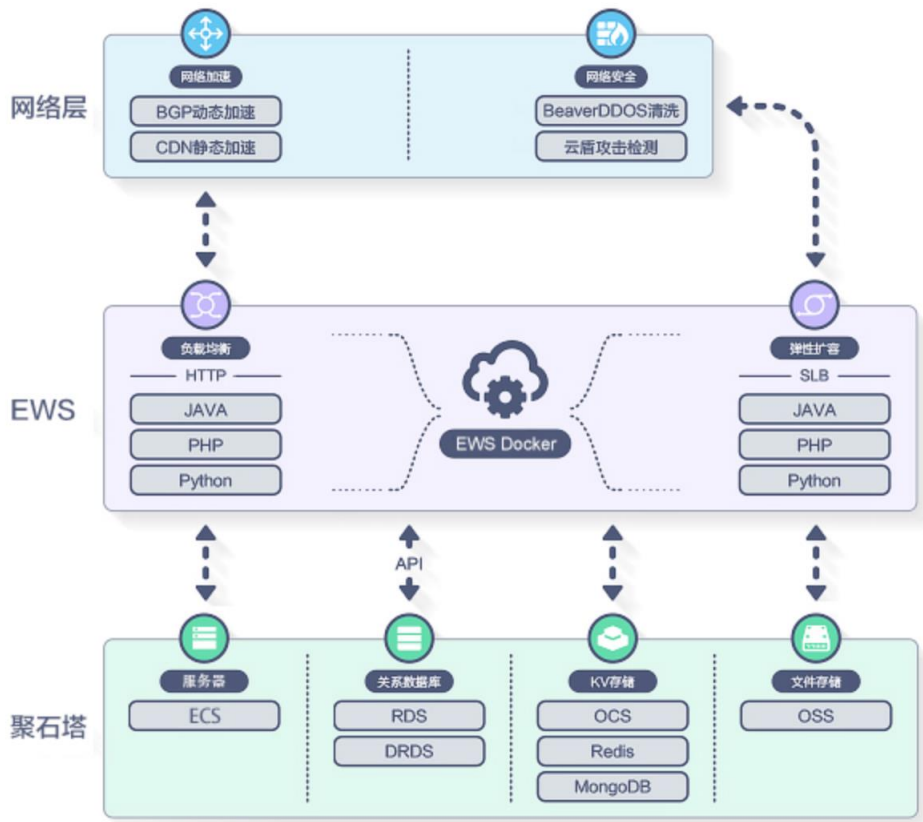 网络加速
网络安全
网络层
BGP动态加速
BeaverDDOS清洗
CDN静态加速
云盾攻击检测
负载均衡
弹性扩容
HTTP
SLB
EWS
JAVA
JAVA
EWS Docker
PHP
PHP
Python
Python
API
服务器
关系数据库
KV存储
文件存储
聚石塔
ECS
RDS
OCS
OSS
DRDS
Redis
MongoDB